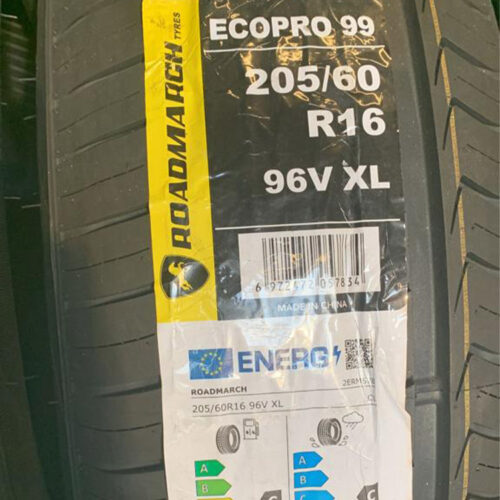 ROADMARCH TYRES
ECOPRO 99
205/60
R16
96V XL
MADE IN CHINA
ENERG
ROADMARCH
205/60R16 96V XL
A
B
A
B